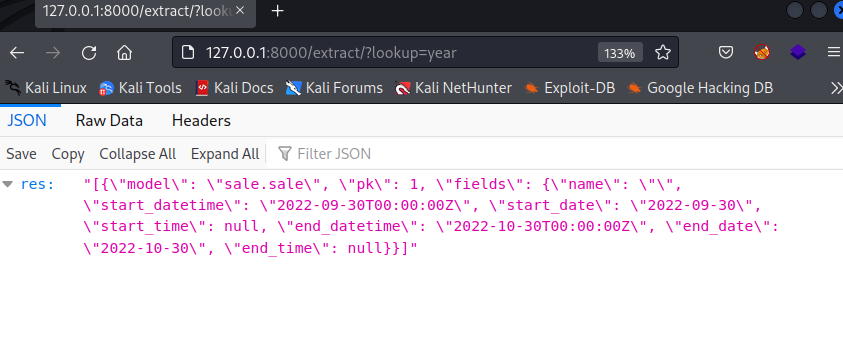 127.0.0.1:8000/extract/?look
127.0.0.1:8000/extract/?lookup=year 133%
Kali Linux Kali Tools Kali Docs Kali Forums Kali NetHunter Exploit-DB Google Hacking DB
JSON Raw Data Headers
Save Copy Collapse All Expand All Filter JSON
res: "[{\"model\": \"sale.sale\", \"pk\": 1, \"fields\": {\"name\": \"\",
\"start_datetime\": \"2022-09-30T00:00:00Z\", \"start_date\": \"2022-09-30\",
\"start_time\": null, \"end_datetime\": \"2022-10-30T00:00:00Z\", \"end_date\":
\"2022-10-30\", \"end_time\": null}}]"